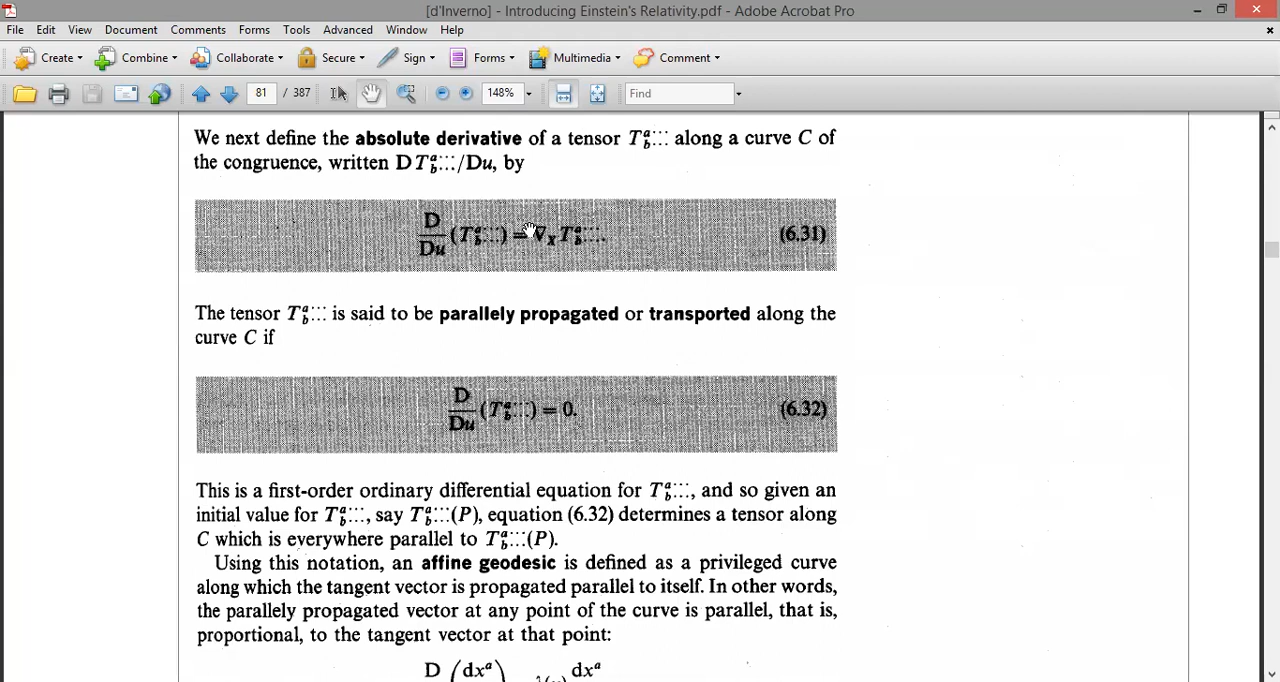 [d'Inverno] - Introducing Einstein's Relativity.pdf - Adobe Acrobat Pro
File Edit View Document Comments Forms Tools Advanced Window Help
Create Combine Collaborate Secure Sign Forms Multimedia Comment
81 / 387 148% Find
We next define the absolute derivative of a tensor T^{a...}_{b...} along a curve C of
the congruence, written D T^{a...}_{b...}/Du, by
D/Du (T^{a...}_{b...}) = ∇_X T^{a...}_{b...}. (6.31)
The tensor T^{a...}_{b...} is said to be parallely propagated or transported along the
curve C if
D/Du (T^{a...}_{b...}) = 0. (6.32)
This is a first-order ordinary differential equation for T^{a...}_{b...}, and so given an
initial value for T^{a...}_{b...}, say T^{a...}_{b...}(P), equation (6.32) determines a tensor along
C which is everywhere parallel to T^{a...}_{b...}(P).
Using this notation, an affine geodesic is defined as a privileged curve
along which the tangent vector is propagated parallel to itself. In other words,
the parallely propagated vector at any point of the curve is parallel, that is,
proportional, to the tangent vector at that point:
D (dx^a) dx^a